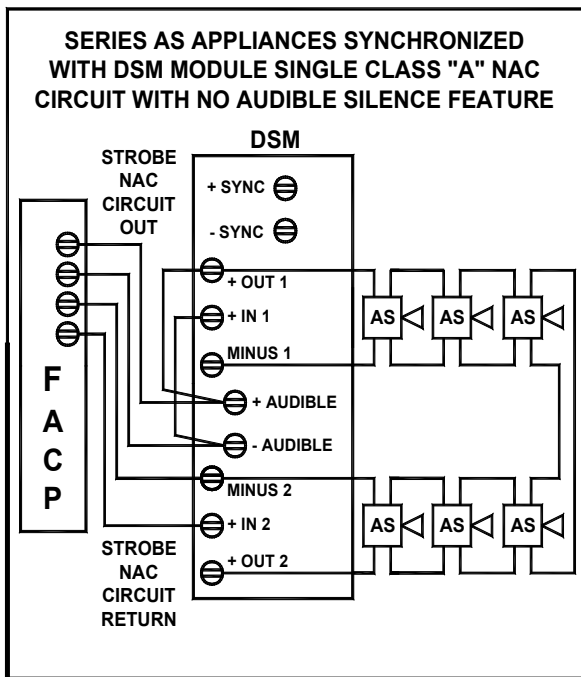 SERIES AS APPLIANCES SYNCHRONIZED
WITH DSM MODULE SINGLE CLASS "A" NAC
CIRCUIT WITH NO AUDIBLE SILENCE FEATURE
DSM
STROBE
NAC
CIRCUIT
OUT
+ SYNC
- SYNC
+ OUT 1
+ IN 1
MINUS 1
+ AUDIBLE
- AUDIBLE
MINUS 2
+ IN 2
+ OUT 2
F
A
C
P
AS
AS
AS
AS
AS
AS
STROBE
NAC
CIRCUIT
RETURN